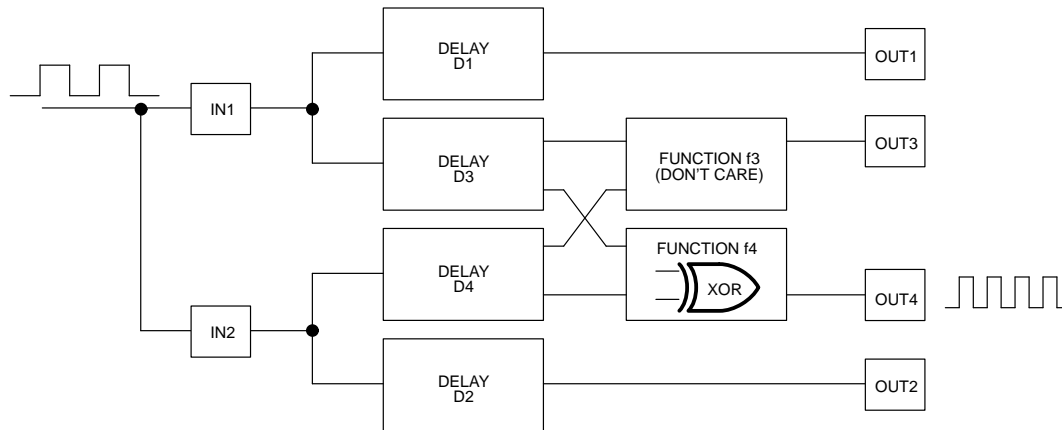 DELAY
D1
OUT1
IN1
DELAY
D3
FUNCTION f3
(DON'T CARE)
OUT3
DELAY
D4
FUNCTION f4
XOR
OUT4
IN2
DELAY
D2
OUT2